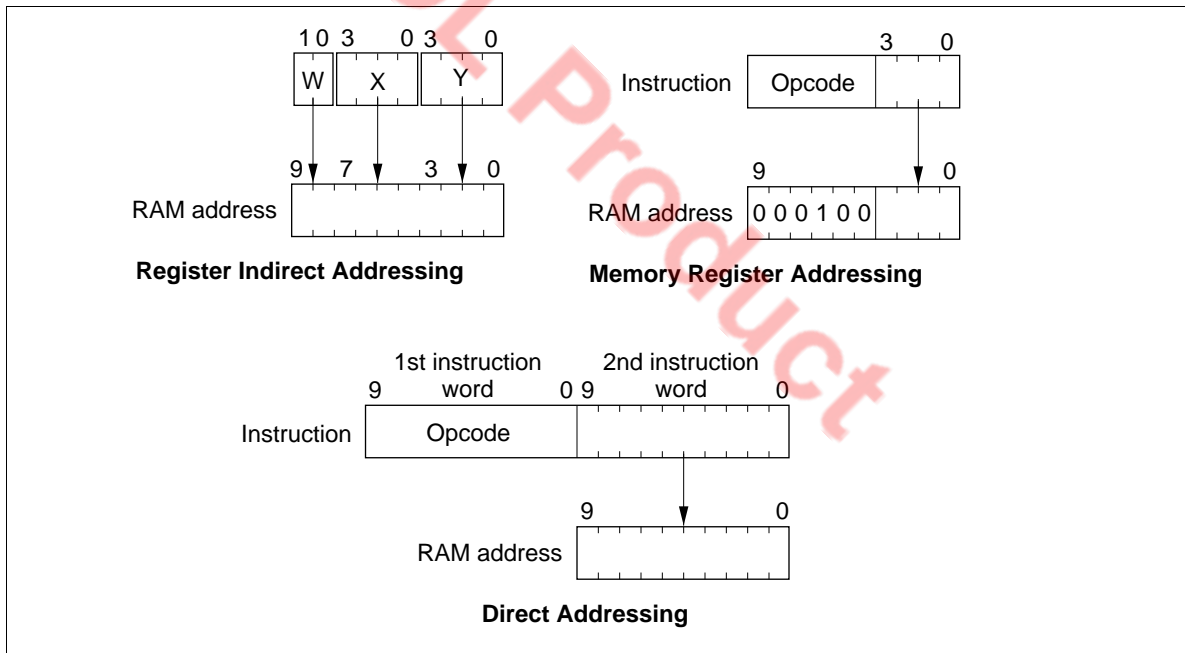 1 0 3 0 3 0
W X Y
9 7 3 0
RAM address
Register Indirect Addressing
3 0
Instruction Opcode
9 0
RAM address 0 0 0 1 0 0
Memory Register Addressing
1st instruction word 2nd instruction word
9 0 9 0
Instruction Opcode
9 0
RAM address
Direct Addressing
L Product